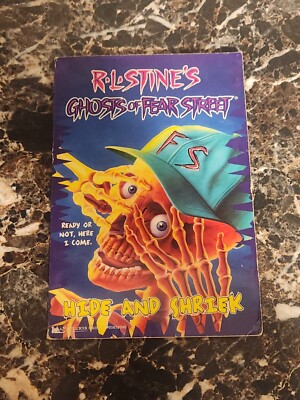 R·L·STINE'S
GHOSTS OF FEAR STREET®
FS
READY OR
NOT, HERE
I COME.
HIDE AND SHRIEK